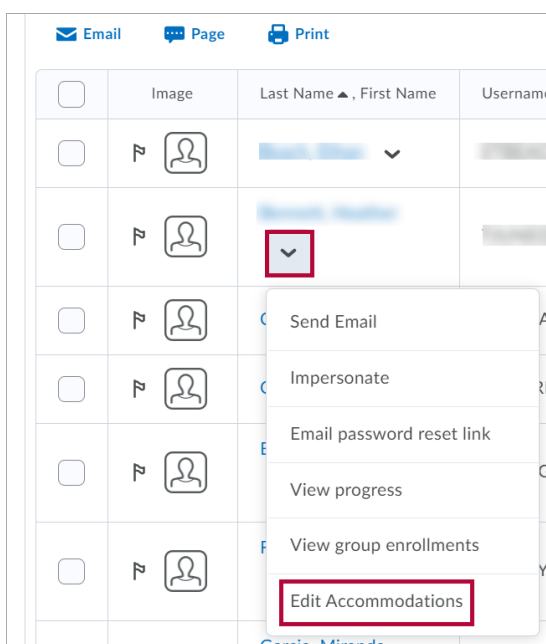 Email Page Print
Image Last Name ▲, First Name
Send Email
Impersonate
Email password reset link
View progress
View group enrollments
Edit Accommodations